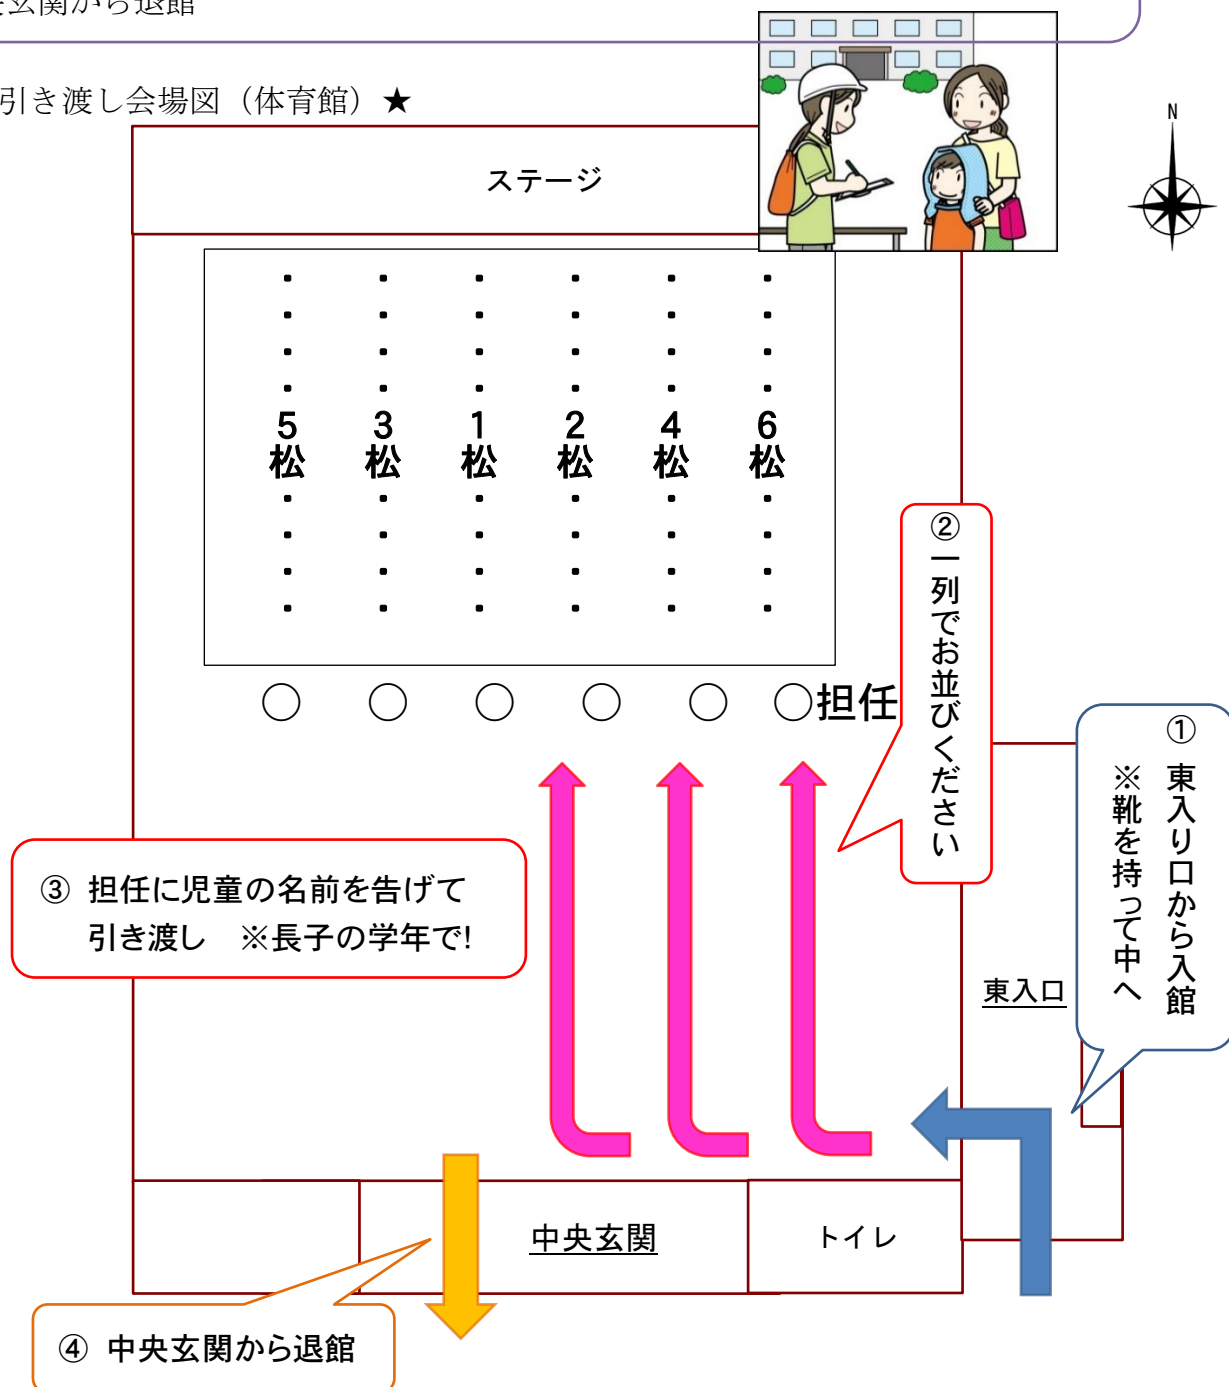 玄関から退館
引き渡し会場図（体育館）★
N
ステージ
5松 3松 1松 2松 4松 6松
担任
②一列でお並びください
① 東入り口から入館
※靴を持って中へ
③ 担任に児童の名前を告げて
引き渡し ※長子の学年で!
東入口
中央玄関
トイレ
④ 中央玄関から退館